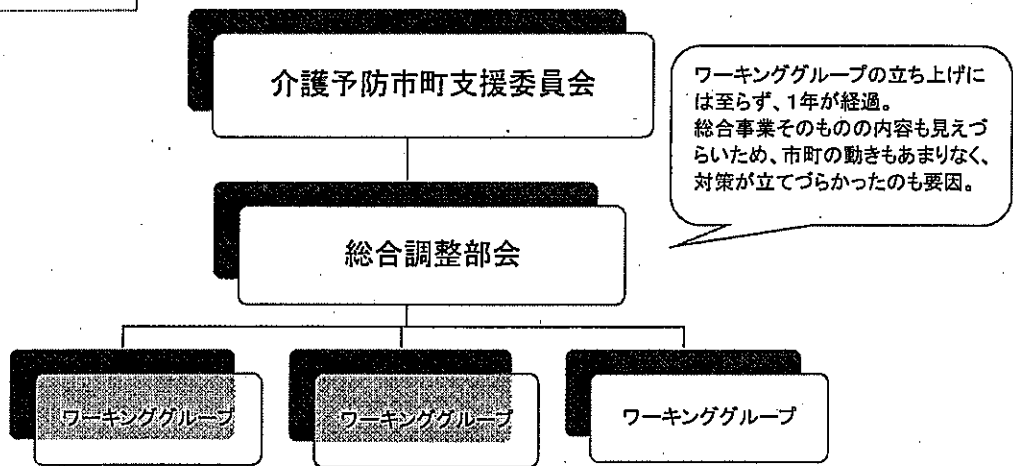 介護予防市町支援委員会
ワーキンググループの立ち上げに
は至らず、1年が経過。
総合事業そのものの内容も見えづ
らいため、市町の動きもあまりなく、
対策が立てづらかったのも要因。
総合調整部会
ワーキンググループ
ワーキンググループ
ワーキンググループ